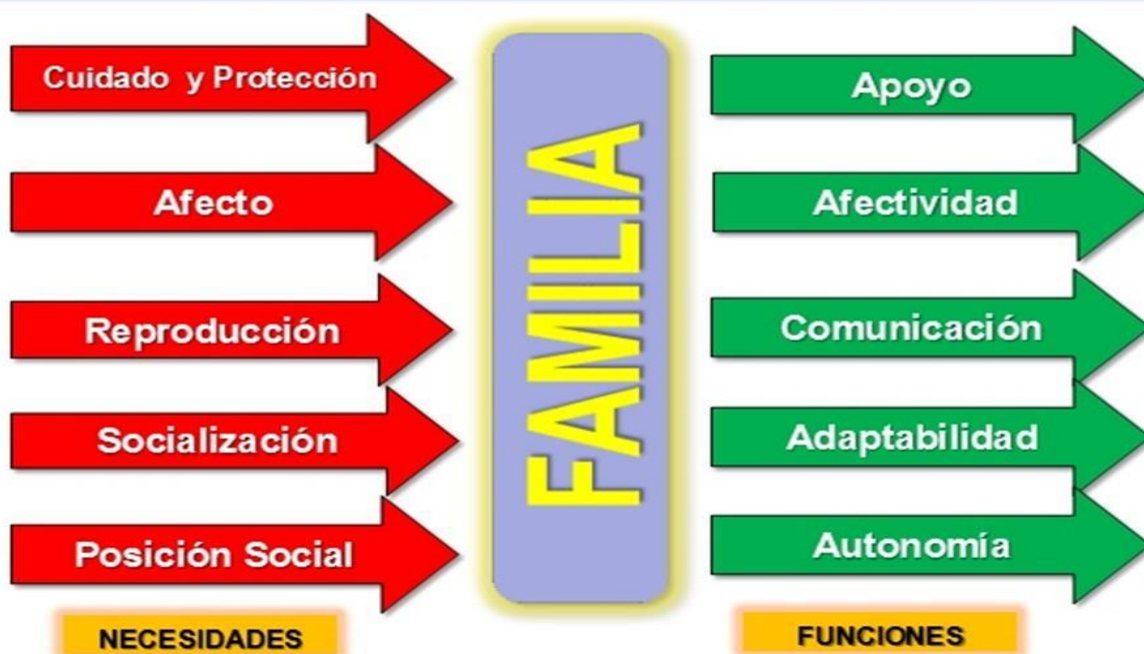 Cuidado y Protección
Afecto
Reproducción
Socialización
Posición Social
NECESIDADES
FAMILIA
Apoyo
Afectividad
Comunicación
Adaptabilidad
Autonomía
FUNCIONES